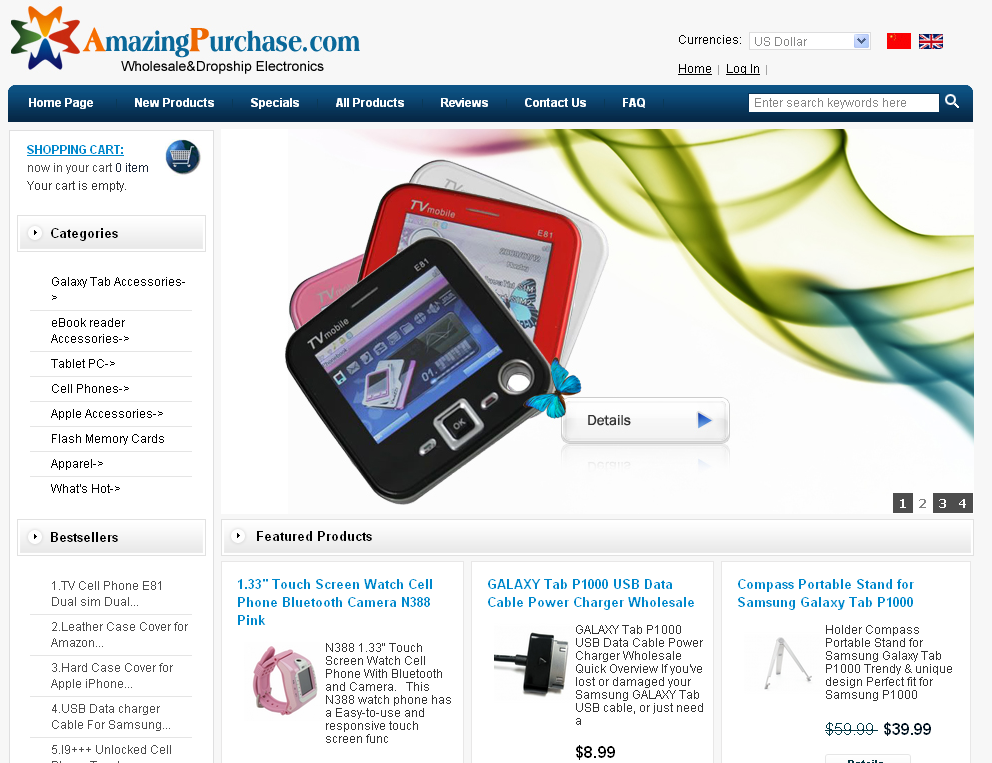 AmazingPurchase.com
Wholesale&Dropship Electronics
Currencies: US Dollar
Home | Log In |
Home Page New Products Specials All Products Reviews Contact Us FAQ Enter search keywords here
SHOPPING CART:
now in your cart 0 item
Your cart is empty.
Categories
Galaxy Tab Accessories-
>
eBook reader
Accessories->
Tablet PC->
Cell Phones->
Apple Accessories->
Flash Memory Cards
Apparel->
What's Hot->
Bestsellers
1.TV Cell Phone E81
Dual sim Dual...
2.Leather Case Cover for
Amazon...
3.Hard Case Cover for
Apple iPhone...
4.USB Data charger
Cable For Samsung...
5.I9+++ Unlocked Cell
TV
TVmobile
E81
TVmobile
TVmobile
E81
OK
Details
1 2 3 4
Featured Products
1.33" Touch Screen Watch Cell
Phone Bluetooth Camera N388
Pink
N388 1.33" Touch
Screen Watch Cell
Phone With Bluetooth
and Camera. This
N388 watch phone has
a Easy-to-use and
responsive touch
screen func
GALAXY Tab P1000 USB Data
Cable Power Charger Wholesale
GALAXY Tab P1000
USB Data Cable Power
Charger Wholesale
Quick Overview If you've
lost or damaged your
Samsung GALAXY Tab
USB cable, or just need
a
$8.99
Compass Portable Stand for
Samsung Galaxy Tab P1000
Holder Compass
Portable Stand for
Samsung Galaxy Tab
P1000 Trendy & unique
design Perfect fit for
Samsung P1000
$59.99 $39.99
Details